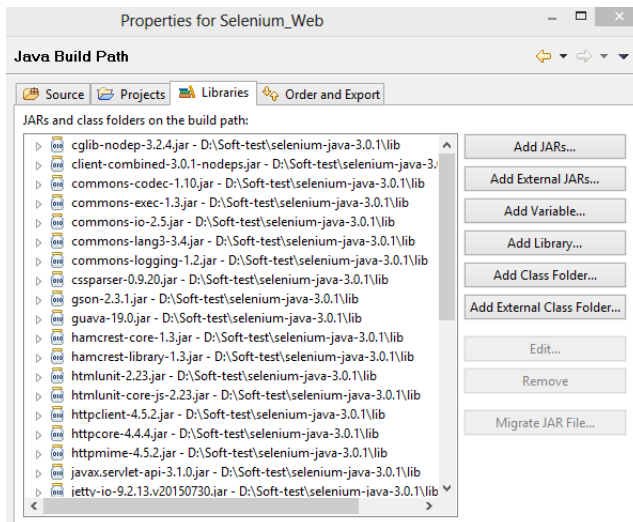 Properties for Selenium_Web
Java Build Path
Source Projects Libraries Order and Export
JARs and class folders on the build path:
cglib-nodep-3.2.4.jar - D:\Soft-test\selenium-java-3.0.1\lib
client-combined-3.0.1-nodeps.jar - D:\Soft-test\selenium-java-3.
commons-codec-1.10.jar - D:\Soft-test\selenium-java-3.0.1\lib
commons-exec-1.3.jar - D:\Soft-test\selenium-java-3.0.1\lib
commons-io-2.5.jar - D:\Soft-test\selenium-java-3.0.1\lib
commons-lang3-3.4.jar - D:\Soft-test\selenium-java-3.0.1\lib
commons-logging-1.2.jar - D:\Soft-test\selenium-java-3.0.1\lib
cssparser-0.9.20.jar - D:\Soft-test\selenium-java-3.0.1\lib
gson-2.3.1.jar - D:\Soft-test\selenium-java-3.0.1\lib
guava-19.0.jar - D:\Soft-test\selenium-java-3.0.1\lib
hamcrest-core-1.3.jar - D:\Soft-test\selenium-java-3.0.1\lib
hamcrest-library-1.3.jar - D:\Soft-test\selenium-java-3.0.1\lib
htmlunit-2.23.jar - D:\Soft-test\selenium-java-3.0.1\lib
htmlunit-core-js-2.23.jar - D:\Soft-test\selenium-java-3.0.1\lib
httpclient-4.5.2.jar - D:\Soft-test\selenium-java-3.0.1\lib
httpcore-4.4.4.jar - D:\Soft-test\selenium-java-3.0.1\lib
httpmime-4.5.2.jar - D:\Soft-test\selenium-java-3.0.1\lib
javax.servlet-api-3.1.0.jar - D:\Soft-test\selenium-java-3.0.1\lib
jetty-io-9.2.13.v20150730.jar - D:\Soft-test\selenium-java-3.0.1\lib
Add JARs...
Add External JARs...
Add Variable...
Add Library...
Add Class Folder...
Add External Class Folder...
Edit...
Remove
Migrate JAR File...